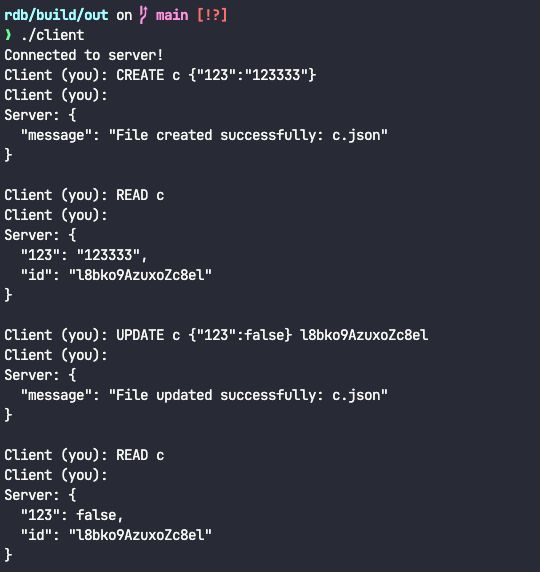 rdb/build/out on main [!?]
❯ ./client
Connected to server!
Client (you): CREATE c {"123":"123333"}
Client (you):
Server: {
  "message": "File created successfully: c.json"
}

Client (you): READ c
Client (you):
Server: {
  "123": "123333",
  "id": "l8bko9AzuxoZc8el"
}

Client (you): UPDATE c {"123":false} l8bko9AzuxoZc8el
Client (you):
Server: {
  "message": "File updated successfully: c.json"
}

Client (you): READ c
Client (you):
Server: {
  "123": false,
  "id": "l8bko9AzuxoZc8el"
}